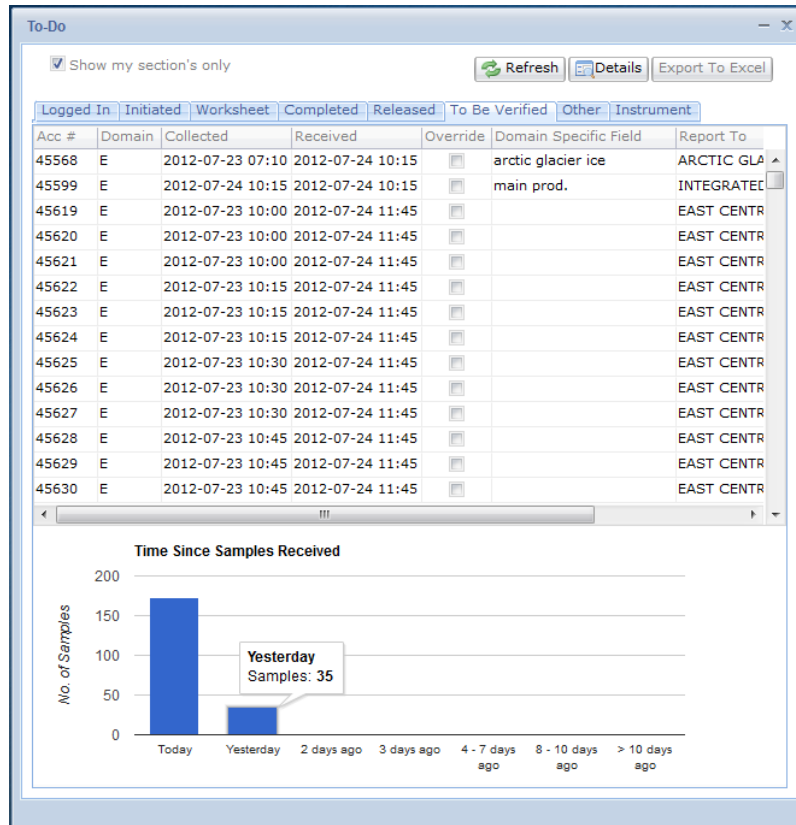 To-Do
Show my section's only
Refresh Details Export To Excel
Logged In Initiated Worksheet Completed Released To Be Verified Other Instrument
Acc # Domain Collected Received Override Domain Specific Field Report To
45568 E 2012-07-23 07:10 2012-07-24 10:15 arctic glacier ice ARCTIC GLA
45599 E 2012-07-24 10:15 2012-07-24 10:15 main prod. INTEGRATED
45619 E 2012-07-23 10:00 2012-07-24 11:45 EAST CENTR
45620 E 2012-07-23 10:00 2012-07-24 11:45 EAST CENTR
45621 E 2012-07-23 10:00 2012-07-24 11:45 EAST CENTR
45622 E 2012-07-23 10:15 2012-07-24 11:45 EAST CENTR
45623 E 2012-07-23 10:15 2012-07-24 11:45 EAST CENTR
45624 E 2012-07-23 10:15 2012-07-24 11:45 EAST CENTR
45625 E 2012-07-23 10:30 2012-07-24 11:45 EAST CENTR
45626 E 2012-07-23 10:30 2012-07-24 11:45 EAST CENTR
45627 E 2012-07-23 10:30 2012-07-24 11:45 EAST CENTR
45628 E 2012-07-23 10:45 2012-07-24 11:45 EAST CENTR
45629 E 2012-07-23 10:45 2012-07-24 11:45 EAST CENTR
45630 E 2012-07-23 10:45 2012-07-24 11:45 EAST CENTR
Time Since Samples Received
No. of Samples
200
150
100
50
0
Yesterday
Samples: 35
Today Yesterday 2 days ago 3 days ago 4 - 7 days ago 8 - 10 days ago > 10 days ago